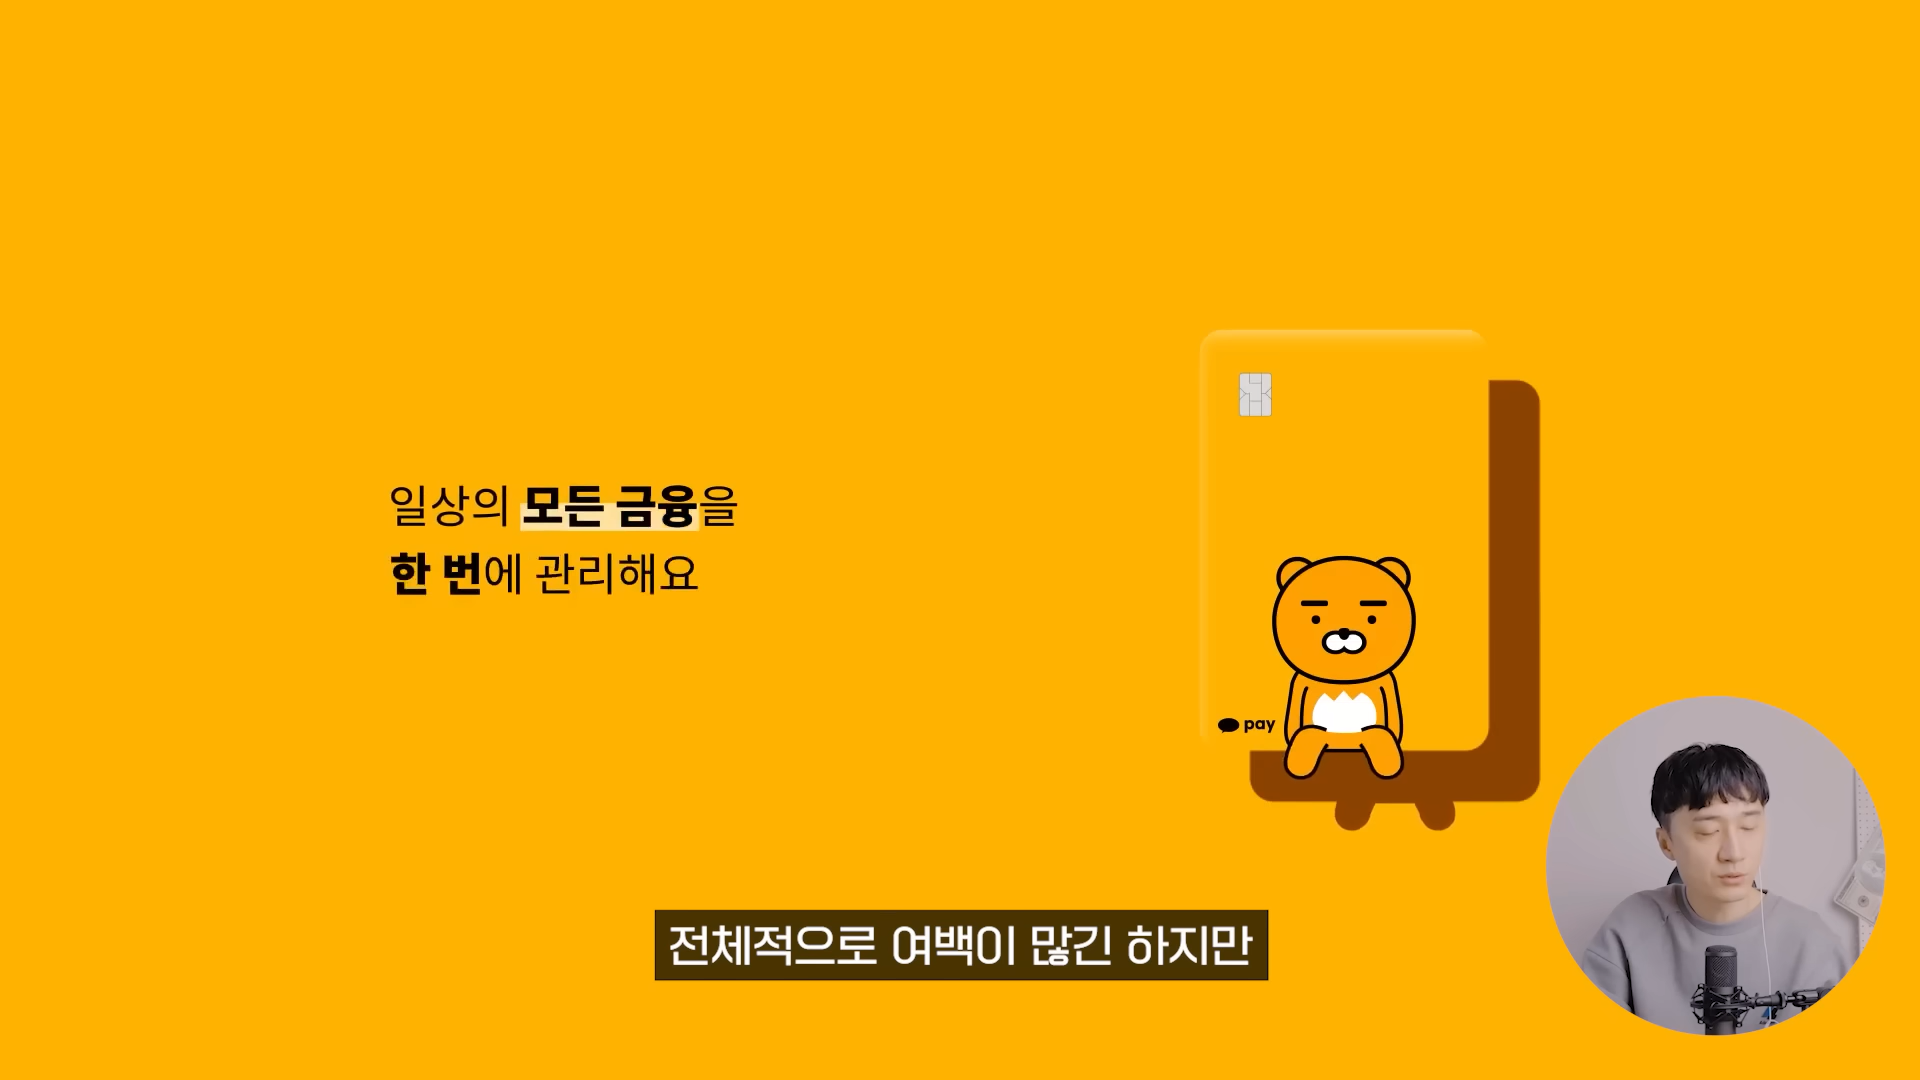 일상의 모든 금융을
한 번에 관리해요
pay
전체적으로 여백이 많긴 하지만